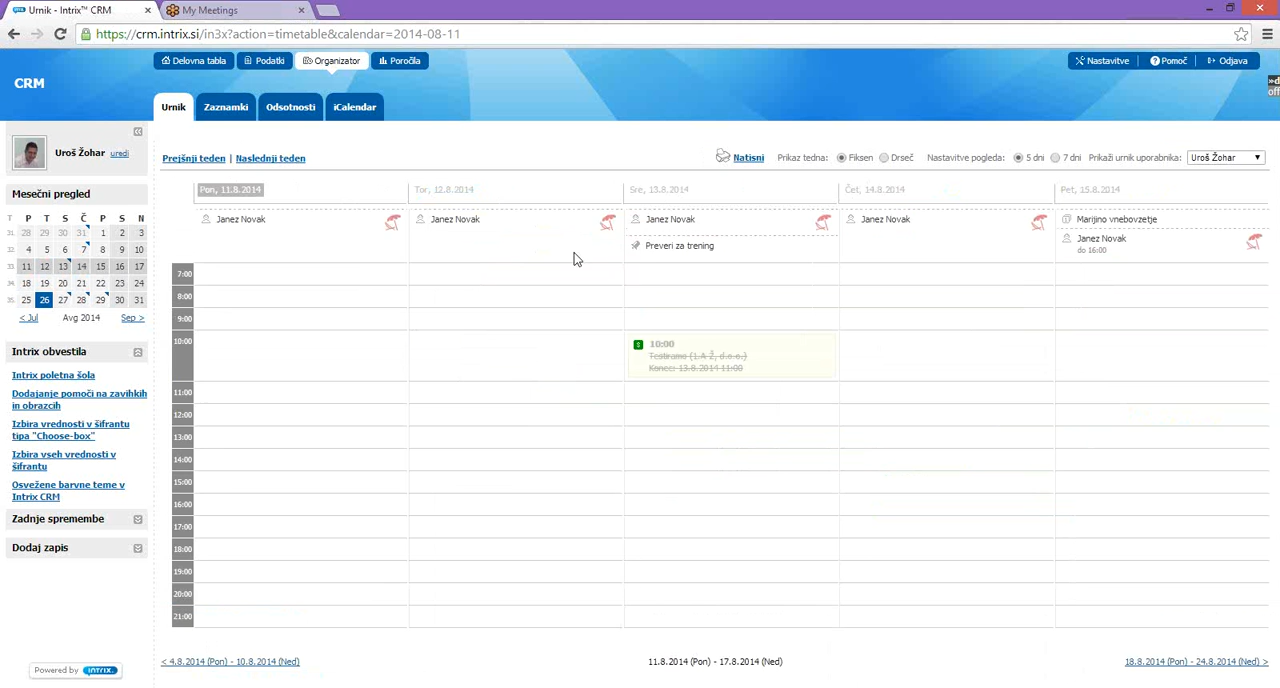 Urnik - Intrix™ CRM
My Meetings
https://crm.intrix.si/in3x?action=timetable&calendar=2014-08-11
Delovna tabla Podatki Organizator Poročila
Nastavitve Pomoč Odjava
»d
off
CRM
Urnik Zaznamki Odsotnosti iCalendar
Uroš Žohar uredi
Prejšnji teden | Naslednji teden
Natisni Prikaz tedna: Fiksen Drseč Nastavitve pogleda: 5 dni 7 dni Prikaži urnik uporabnika: Uroš Žohar
Mesečni pregled
T P T S Č P S N
31. 28 29 30 31 1 2 3
32. 4 5 6 7 8 9 10
33. 11 12 13 14 15 16 17
34. 18 19 20 21 22 23 24
35. 25 26 27 28 29 30 31
< Jul Avg 2014 Sep >
Intrix obvestila
Intrix poletna šola
Dodajanje pomoči na zavihkih
in obrazcih
Izbira vrednosti v šifrantu
tipa "Choose-box"
Izbira vseh vrednosti v
šifrantu
Osvežene barvne teme v
Intrix CRM
Zadnje spremembe
Dodaj zapis
Powered by INTRIX.
Pon, 11.8.2014 Tor, 12.8.2014 Sre, 13.8.2014 Čet, 14.8.2014 Pet, 15.8.2014
Janez Novak Janez Novak Janez Novak Janez Novak Marijino vnebovzetje
Preveri za trening Janez Novak
do 16:00
7:00
8:00
9:00
10:00
10:00
Testiramo (1.A Ž, d.o.o.)
Konec: 13.8.2014 11:00
11:00
12:00
13:00
14:00
15:00
16:00
17:00
18:00
19:00
20:00
21:00
< 4.8.2014 (Pon) - 10.8.2014 (Ned) 11.8.2014 (Pon) - 17.8.2014 (Ned) 18.8.2014 (Pon) - 24.8.2014 (Ned) >